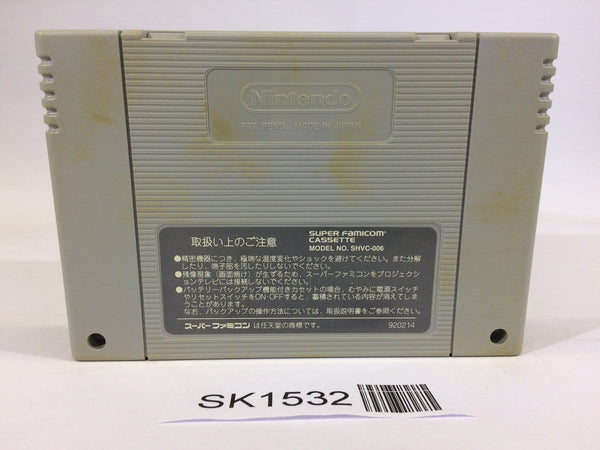 Nintendo
PAT. PEND. MADE IN JAPAN
取扱い上のご注意
SUPER FAMICOM
CASSETTE
MODEL NO. SHVC-006
●精密機器につき、極端な温度変化やショックを避けてください。また分解
したり、端子部を汚したりしないでください。
●残像現象（画面焼け）が生ずるため、スーパーファミコンをプロジェクシ
ョンテレビには接続しないでください。
●バッテリーバックアップ機能付きカセットの場合、むやみに電源スイッチ
やリセットスイッチをON・OFFすると、蓄積されている内容が消えてしま
うことがあります。
なお、バックアップの操作方法については、取扱説明書をご参照ください。
スーパーファミコン は任天堂の商標です。
920214
SK1532